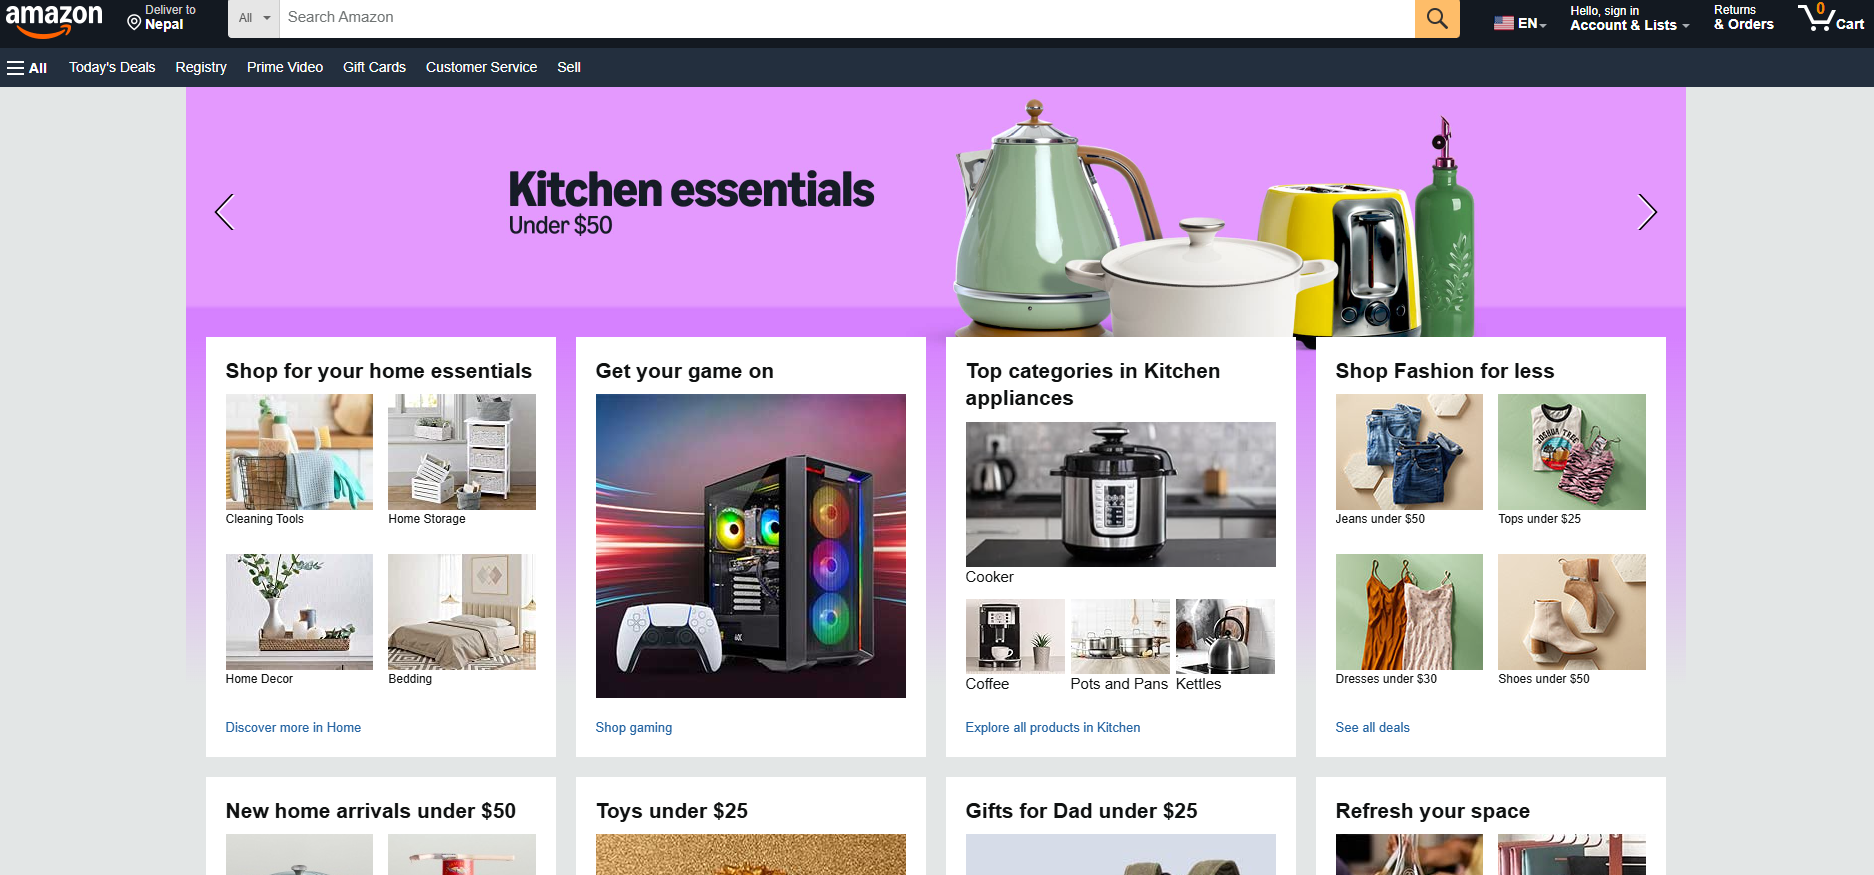 amazon
Deliver to
Nepal
All
Search Amazon
EN
Hello, sign in
Account & Lists
Returns
& Orders
0
Cart
All
Today's Deals
Registry
Prime Video
Gift Cards
Customer Service
Sell
Kitchen essentials
Under $50
Shop for your home essentials
Cleaning Tools
Home Storage
Home Decor
Bedding
Discover more in Home
Get your game on
Shop gaming
Top categories in Kitchen
appliances
Cooker
Coffee
Pots and Pans
Kettles
Explore all products in Kitchen
Shop Fashion for less
JOSHUA TREE
Jeans under $50
Tops under $25
Dresses under $30
Shoes under $50
See all deals
New home arrivals under $50
Toys under $25
Gifts for Dad under $25
Refresh your space